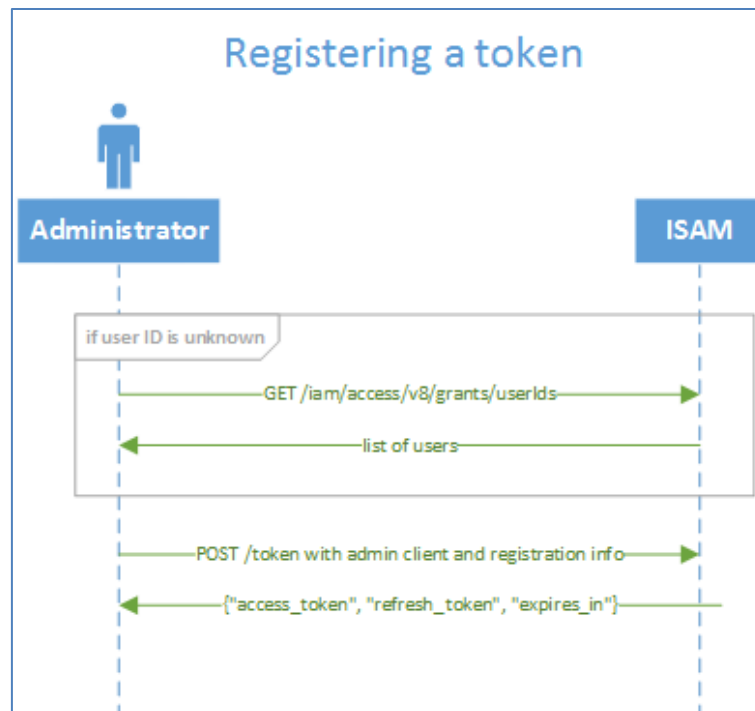 Registering a token
Administrator
ISAM
if user ID is unknown
GET /iam/access/v8/grants/userIds
list of users
POST /token with admin client and registration info
{"access_token", "refresh_token", "expires_in"}